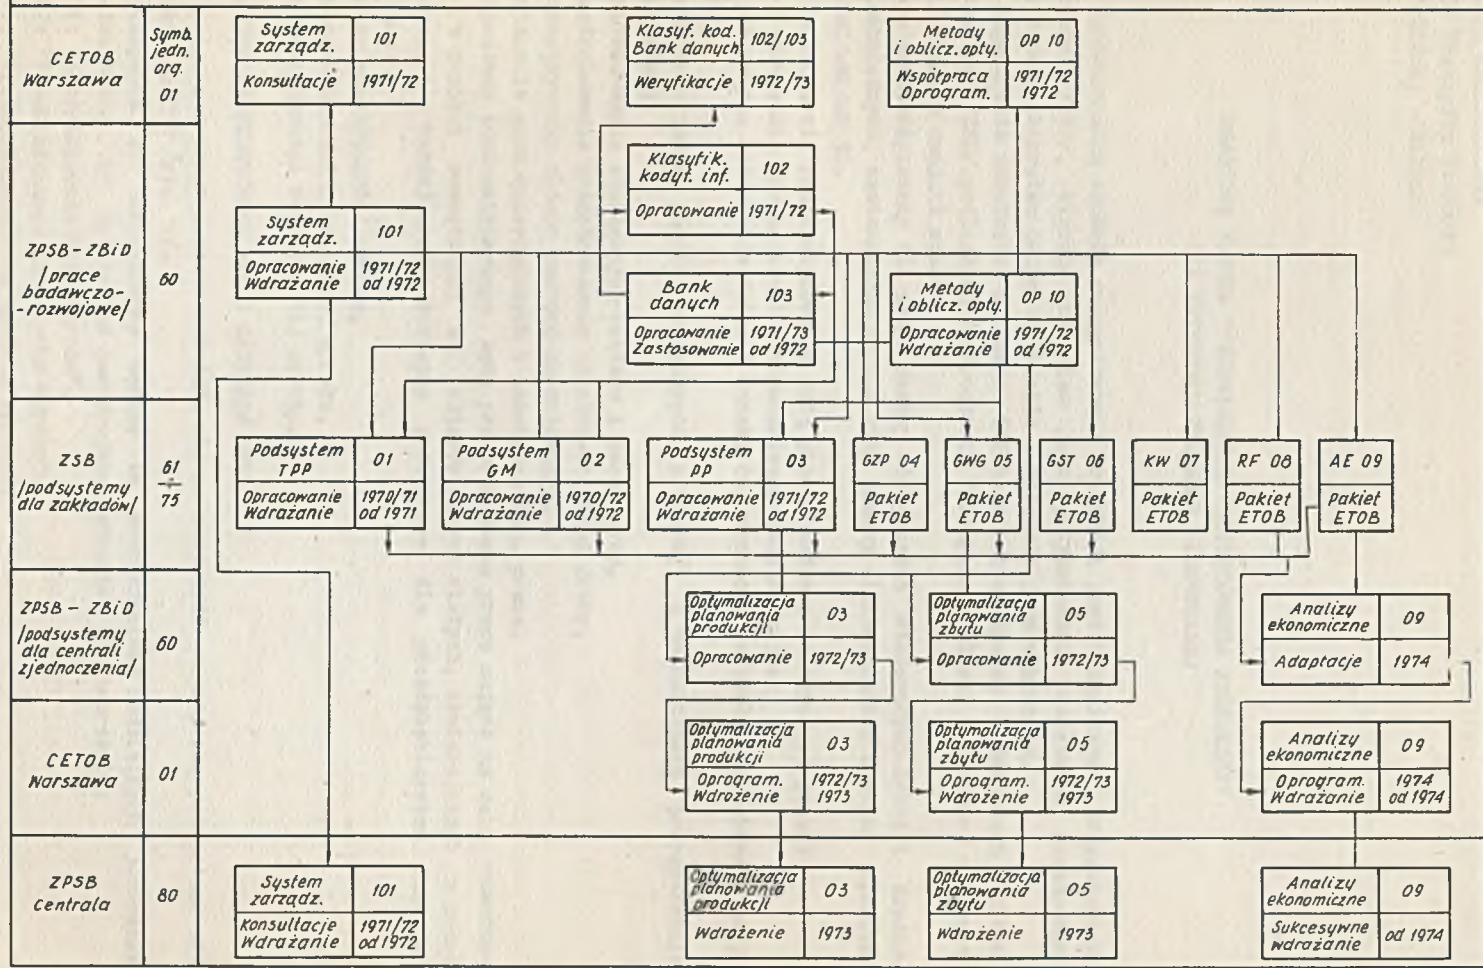 CETOB
Warszawa
Symb.
jedn.
org.
01
System
zarządz.
101
Konsultacje
1971/72
Klasyf. kod.
Bank danych
102/103
Weryfikacje
1972/73
Metody
i oblicz. opty.
OP 10
Współpraca
Oprogram.
1971/72
1972
ZPSB-ZBiD
/prace
badawczo-
-rozwojowe/
60
System
zarządz.
101
Opracowanie
Wdrażanie
1971/72
od 1972
Klasyfik.
kodyf. inf.
102
Opracowanie
1971/72
Bank
danych
103
Opracowanie
Zastosowanie
1971/73
od 1972
Metody
i oblicz. opty.
OP 10
Opracowanie
Wdrażanie
1971/72
od 1972
ZSB
/podsystemy
dla zakładów/
61
÷
75
Podsystem
TPP
01
Opracowanie
Wdrażanie
1970/71
od 1971
Podsystem
GM
02
Opracowanie
Wdrażanie
1970/72
od 1972
Podsystem
PP
03
Opracowanie
Wdrażanie
1971/72
od 1972
GZP 04
Pakiet
ETOB
GWG 05
Pakiet
ETOB
GST 06
Pakiet
ETOB
KW 07
Pakiet
ETOB
RF 08
Pakiet
ETOB
AE 09
Pakiet
ETOB
ZPSB - ZBiD
/podsystemy
dla centrali
zjednoczenia/
60
Optymalizacja
planowania
produkcji
03
Opracowanie
1972/73
Optymalizacja
planowania
zbytu
05
Opracowanie
1972/73
Analizy
ekonomiczne
09
Adaptacje
1974
CETOB
Warszawa
01
Optymalizacja
planowania
produkcji
03
Oprogram.
Wdrożenie
1972/73
1973
Optymalizacja
planowania
zbytu
05
Oprogram.
Wdrożenie
1972/73
1973
Analizy
ekonomiczne
09
Oprogram.
Wdrażanie
1974
od 1974
ZPSB
Centrala
80
System
zarządz.
101
Konsultacje
Wdrażanie
1971/72
od 1972
Optymalizacja
planowania
produkcji
03
Wdrożenie
1973
Optymalizacja
planowania
zbytu
05
Wdrożenie
1973
Analizy
ekonomiczne
09
Sukcesywne
wdrażanie
od 1974